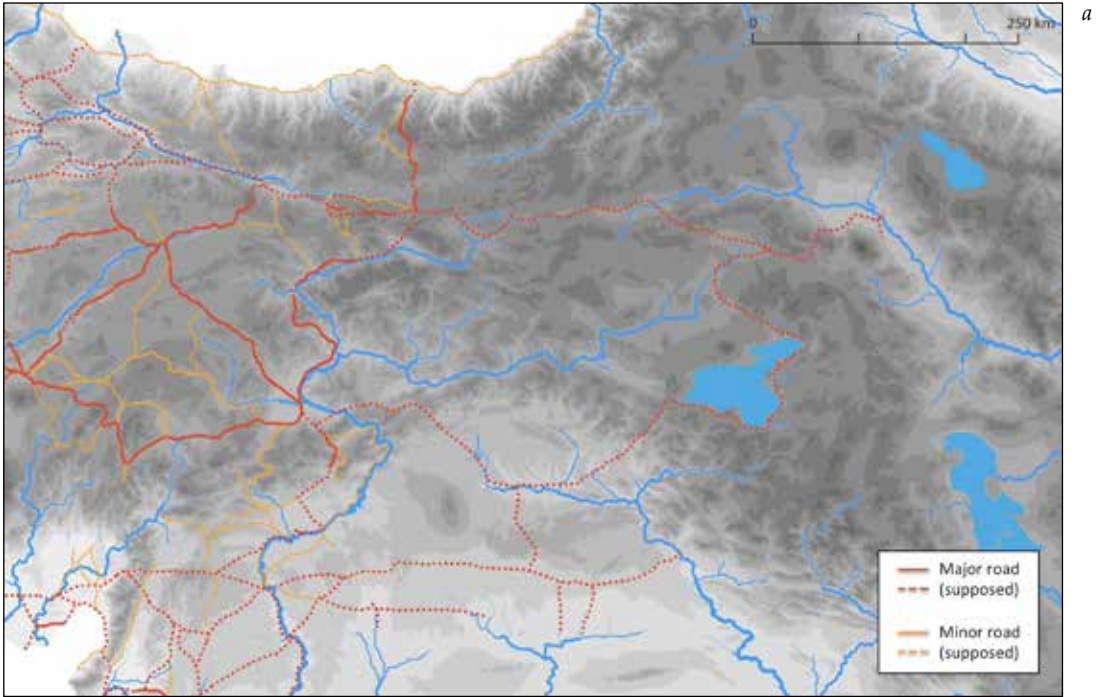 a
0 250 km
Major road
(supposed)
Minor road
(supposed)